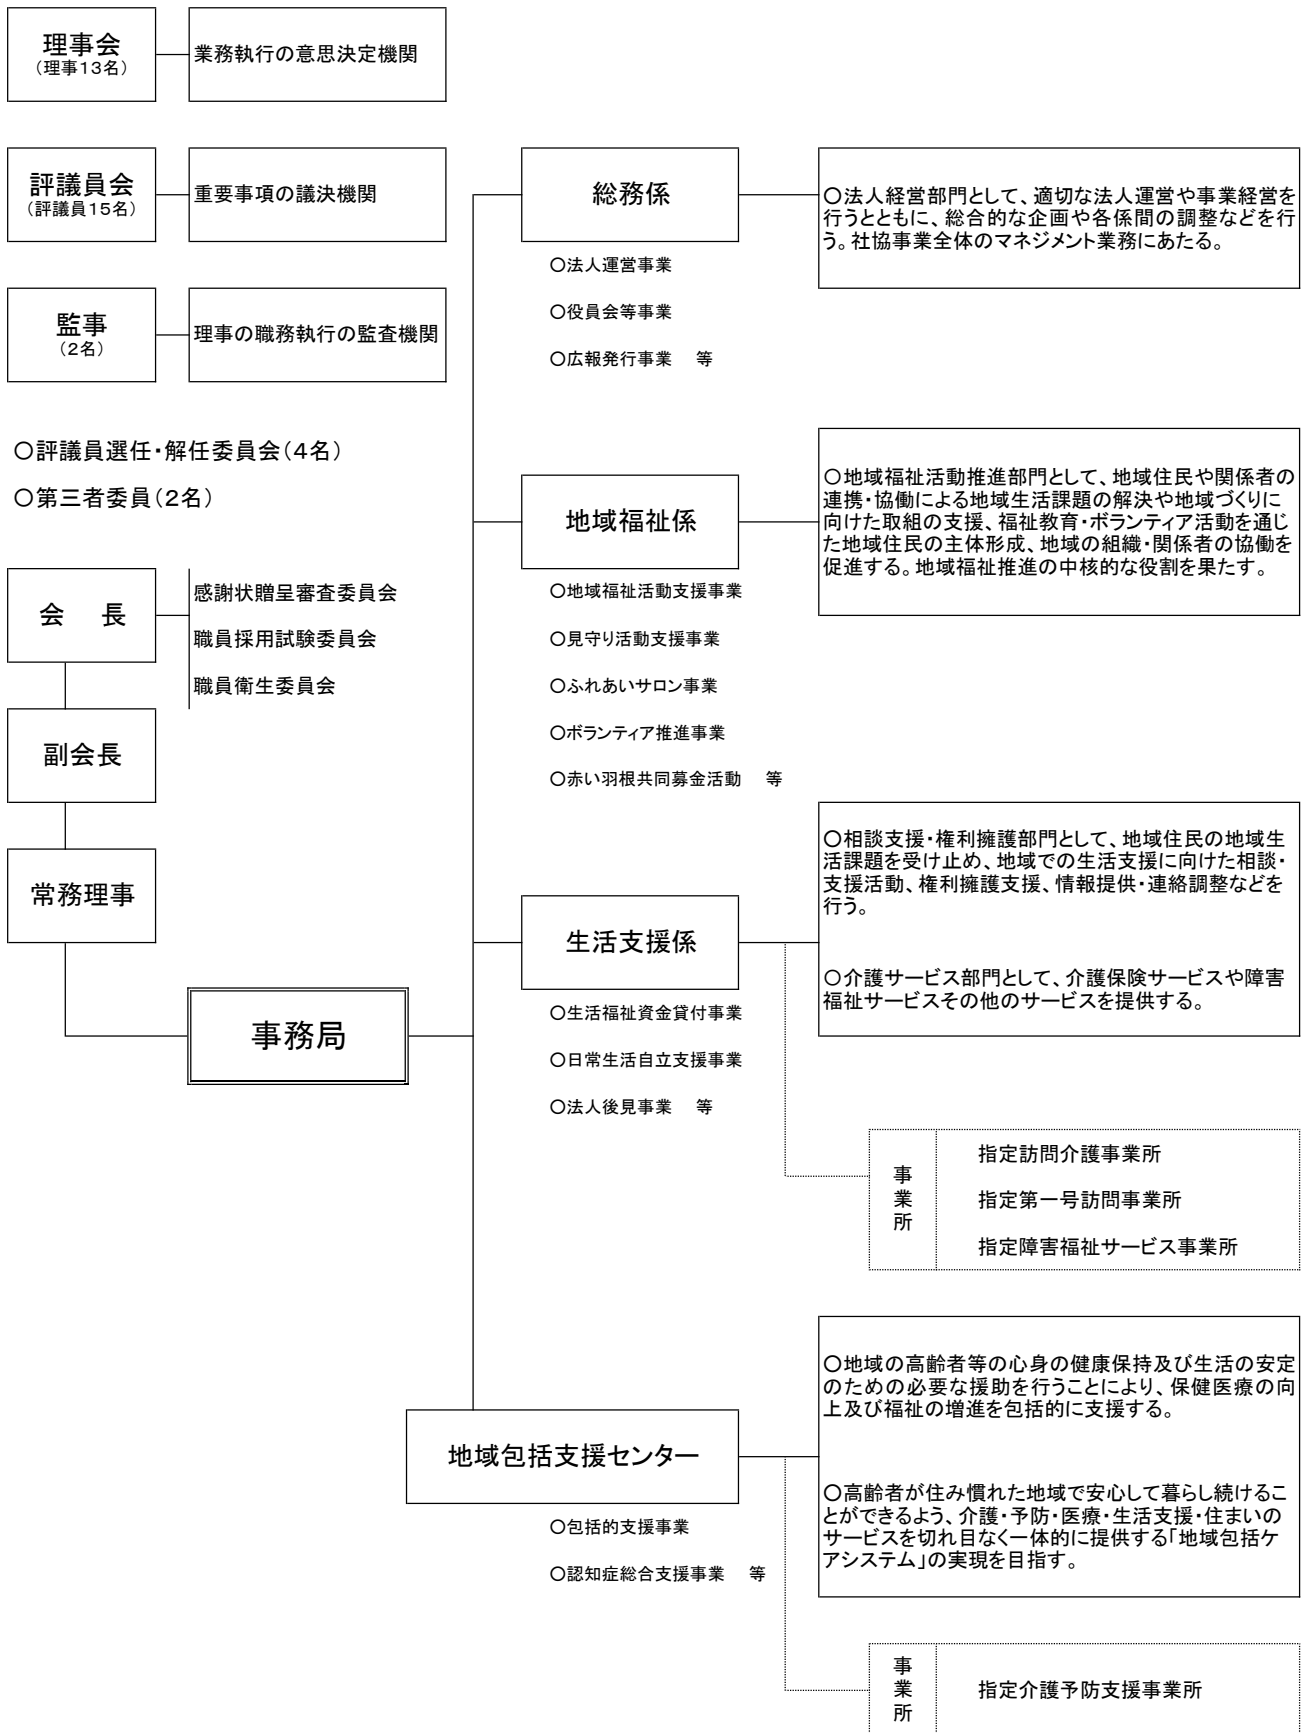 理事会
(理事13名)
業務執行の意思決定機関
評議員会
(評議員15名)
重要事項の議決機関
監事
(2名)
理事の職務執行の監査機関
○評議員選任・解任委員会(4名)
○第三者委員(2名)
会　長
感謝状贈呈審査委員会
職員採用試験委員会
職員衛生委員会
副会長
常務理事
事務局
総務係
○法人運営事業
○役員会等事業
○広報発行事業　等
○法人経営部門として、適切な法人運営や事業経営を
行うとともに、総合的な企画や各係間の調整などを行
う。社協事業全体のマネジメント業務にあたる。
地域福祉係
○地域福祉活動支援事業
○見守り活動支援事業
○ふれあいサロン事業
○ボランティア推進事業
○赤い羽根共同募金活動　等
○地域福祉活動推進部門として、地域住民や関係者の
連携・協働による地域生活課題の解決や地域づくりに
向けた取組の支援、福祉教育・ボランティア活動を通じ
た地域住民の主体形成、地域の組織・関係者の協働を
促進する。地域福祉推進の中核的な役割を果たす。
生活支援係
○生活福祉資金貸付事業
○日常生活自立支援事業
○法人後見事業　等
○相談支援・権利擁護部門として、地域住民の地域生
活課題を受け止め、地域での生活支援に向けた相談・
支援活動、権利擁護支援、情報提供・連絡調整などを
行う。
○介護サービス部門として、介護保険サービスや障害
福祉サービスその他のサービスを提供する。
事業所
指定訪問介護事業所
指定第一号訪問事業所
指定障害福祉サービス事業所
地域包括支援センター
○包括的支援事業
○認知症総合支援事業　等
○地域の高齢者等の心身の健康保持及び生活の安定
のための必要な援助を行うことにより、保健医療の向
上及び福祉の増進を包括的に支援する。
○高齢者が住み慣れた地域で安心して暮らし続けるこ
とができるよう、介護・予防・医療・生活支援・住まいの
サービスを切れ目なく一体的に提供する「地域包括ケ
アシステム」の実現を目指す。
事業所
指定介護予防支援事業所